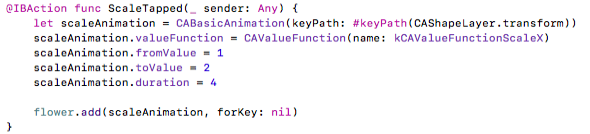 @IBAction func ScaleTapped(_ sender: Any) {
let scaleAnimation = CABasicAnimation(keyPath: #keyPath(CAShapeLayer.transform))
scaleAnimation.valueFunction = CAValueFunction(name: kCAValueFunctionScaleX)
scaleAnimation.fromValue = 1
scaleAnimation.toValue = 2
scaleAnimation.duration = 4
flower.add(scaleAnimation, forKey: nil)
}